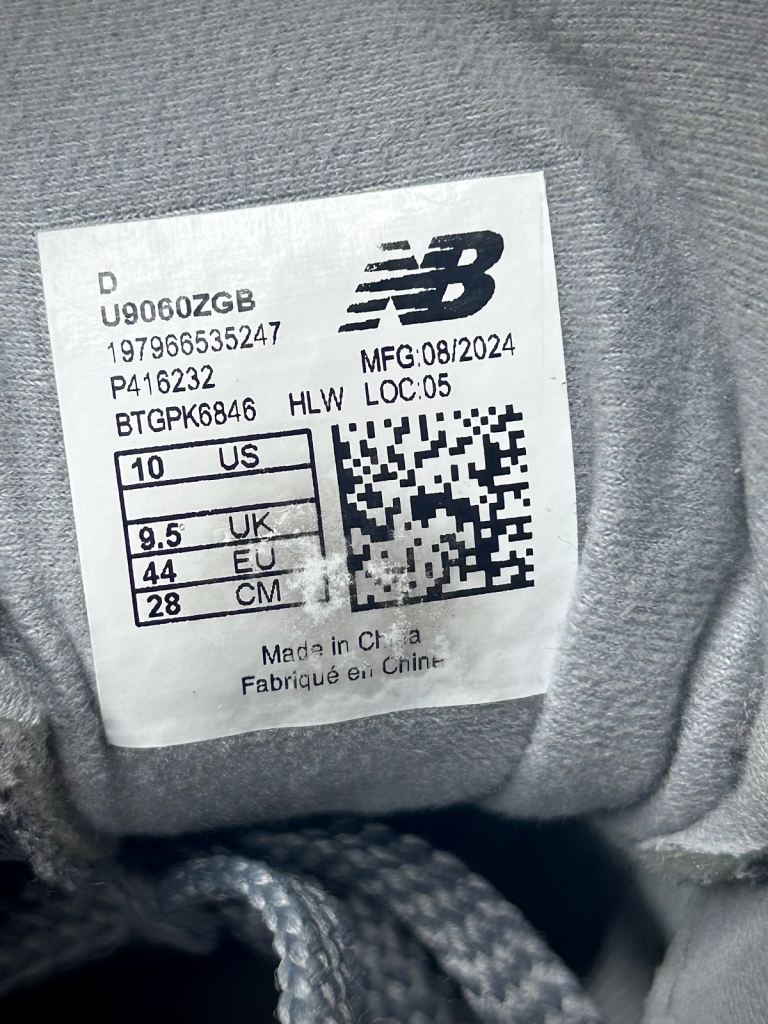 D
U9060ZGB
197966535247
P416232
BTGPK6846 HLW
NB
MFG:08/2024
LOC:05
10 US
9.5 UK
44 EU
28 CM
Made in China
Fabriqué en Chine